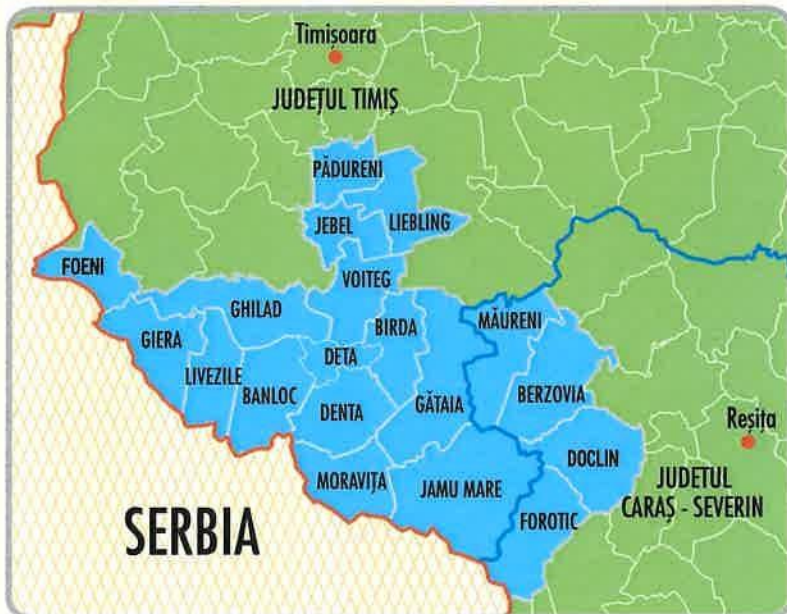 Timișoara
JUDEȚUL TIMIȘ
PĂDURENI
JEBEL
LIEBLING
FOENI
VOITEG
GHILAD
GIERA
BIRDA
MĂURENI
LIVEZILE
DETA
BANLOC
BERZOVIA
DENTA
GĂTAIA
Reșița
DOCLIN
MORAVIȚA
JAMU MARE
JUDETUL
CARAȘ - SEVERIN
FOROTIC
SERBIA